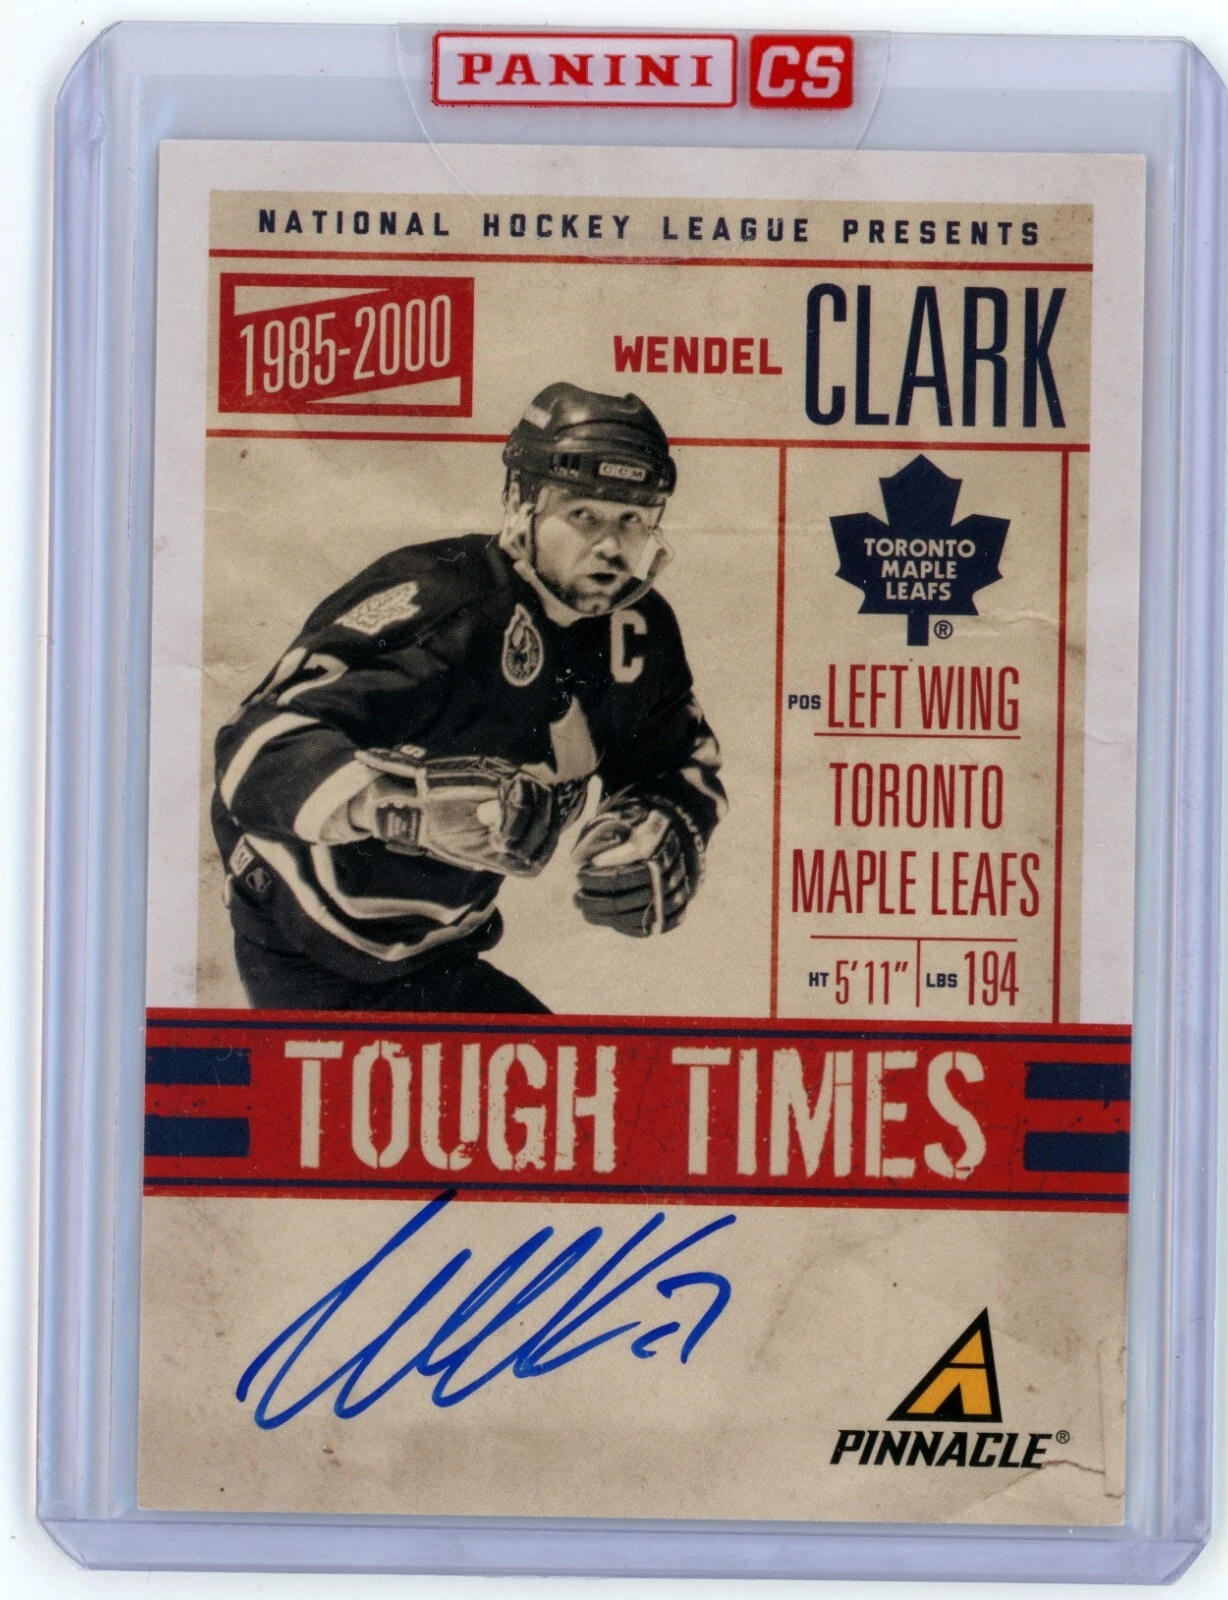 PANINI CS
NATIONAL HOCKEY LEAGUE PRESENTS
1985-2000
WENDEL CLARK
CCM
C
TORONTO
MAPLE
LEAFS
®
POS LEFT WING
TORONTO
MAPLE LEAFS
HT 5'11" LBS 194
TOUGH TIMES
PINNACLE®